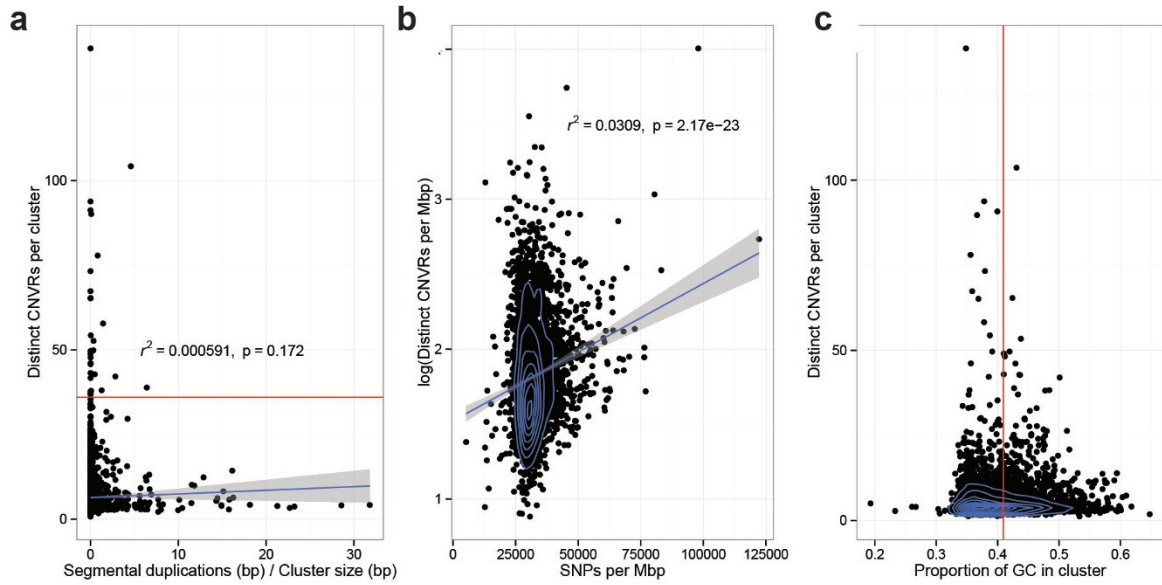 a
Distinct CNVRs per cluster
100
50
0
r² = 0.000591, p = 0.172
0
10
20
30
Segmental duplications (bp) / Cluster size (bp)
b
log(Distinct CNVRs per Mbp)
3
2
1
r² = 0.0309, p = 2.17e−23
0
25000
50000
75000
100000
125000
SNPs per Mbp
c
Distinct CNVRs per cluster
100
50
0
0.2
0.3
0.4
0.5
0.6
Proportion of GC in cluster